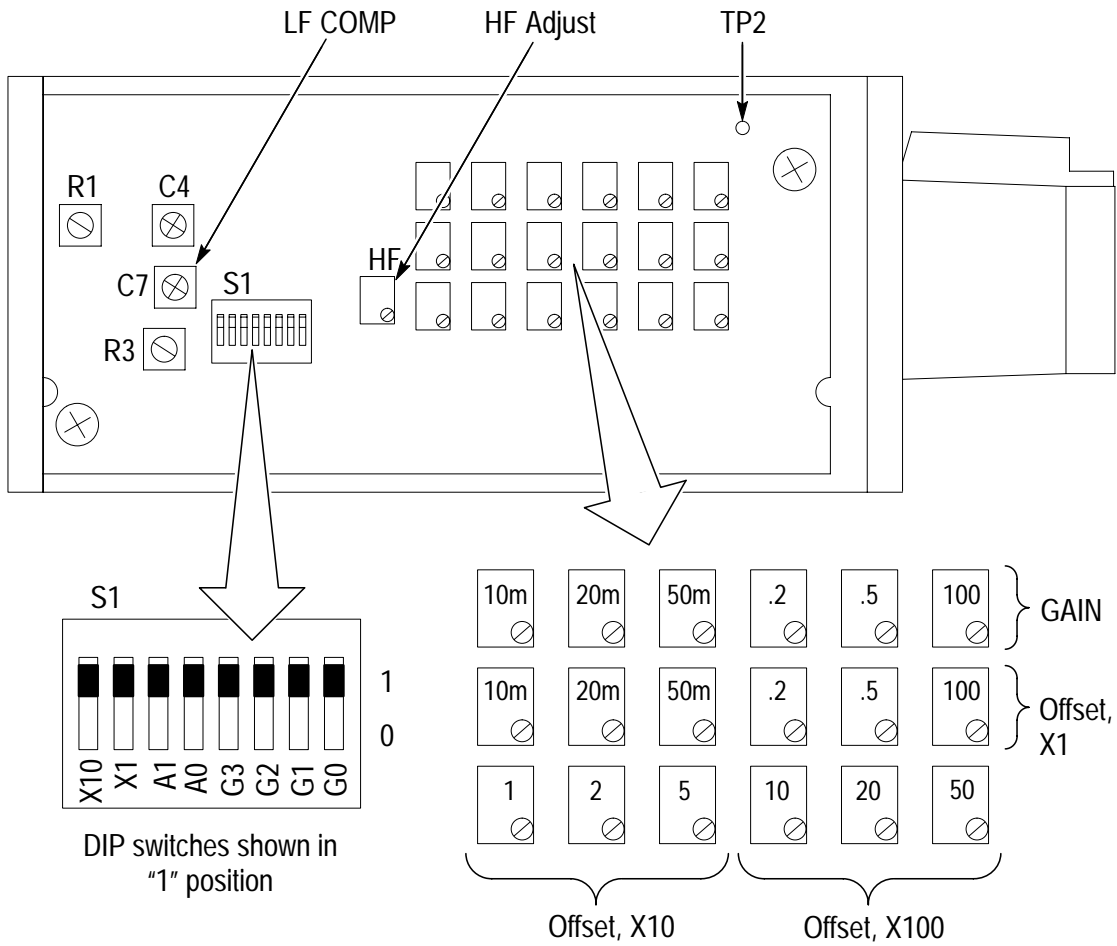 LF COMP
HF Adjust
TP2
R1
C4
HF
C7
S1
R3
S1
1
0
X10
X1
A1
A0
G3
G2
G1
G0
DIP switches shown in
“1” position
10m 20m 50m .2 .5 100
GAIN
10m 20m 50m .2 .5 100
Offset,
X1
1 2 5 10 20 50
Offset, X10
Offset, X100